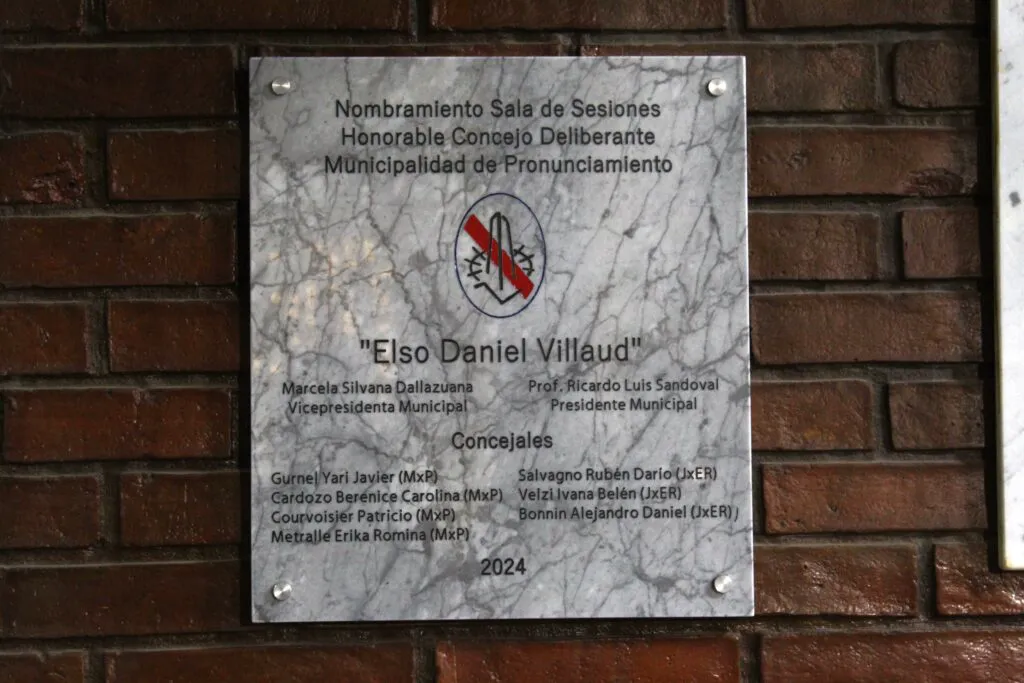 Nombramiento Sala de Sesiones
Honorable Concejo Deliberante
Municipalidad de Pronunciamiento
"Elso Daniel Villaud"
Marcela Silvana Dallazuana
Vicepresidenta Municipal
Prof. Ricardo Luis Sandoval
Presidente Municipal
Concejales
Gurnel Yari Javier (MxP)
Cardozo Berenice Carolina (MxP)
Courvoisier Patricio (MxP)
Metralle Erika Romina (MxP)
Salvagno Rubén Darío (JxER)
Velzi Ivana Belén (JxER)
Bonnin Alejandro Daniel (JxER)
2024